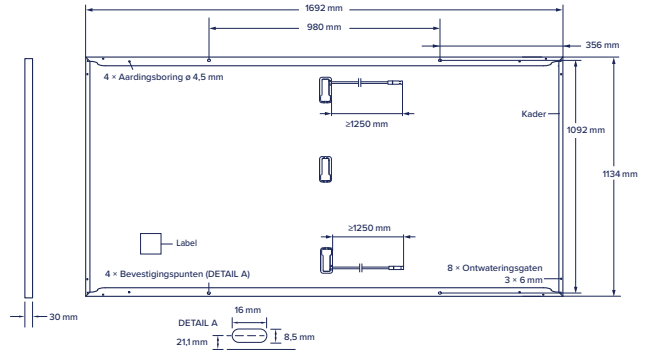 1692 mm
980 mm
356 mm
4 × Aardingsboring ø 4,5 mm
≥1250 mm
Kader
1092 mm
1134 mm
≥1250 mm
Label
4 × Bevestigingspunten (DETAIL A)
8 × Ontwateringsgaten
3 × 6 mm
30 mm
DETAIL A
16 mm
21,1 mm
8,5 mm